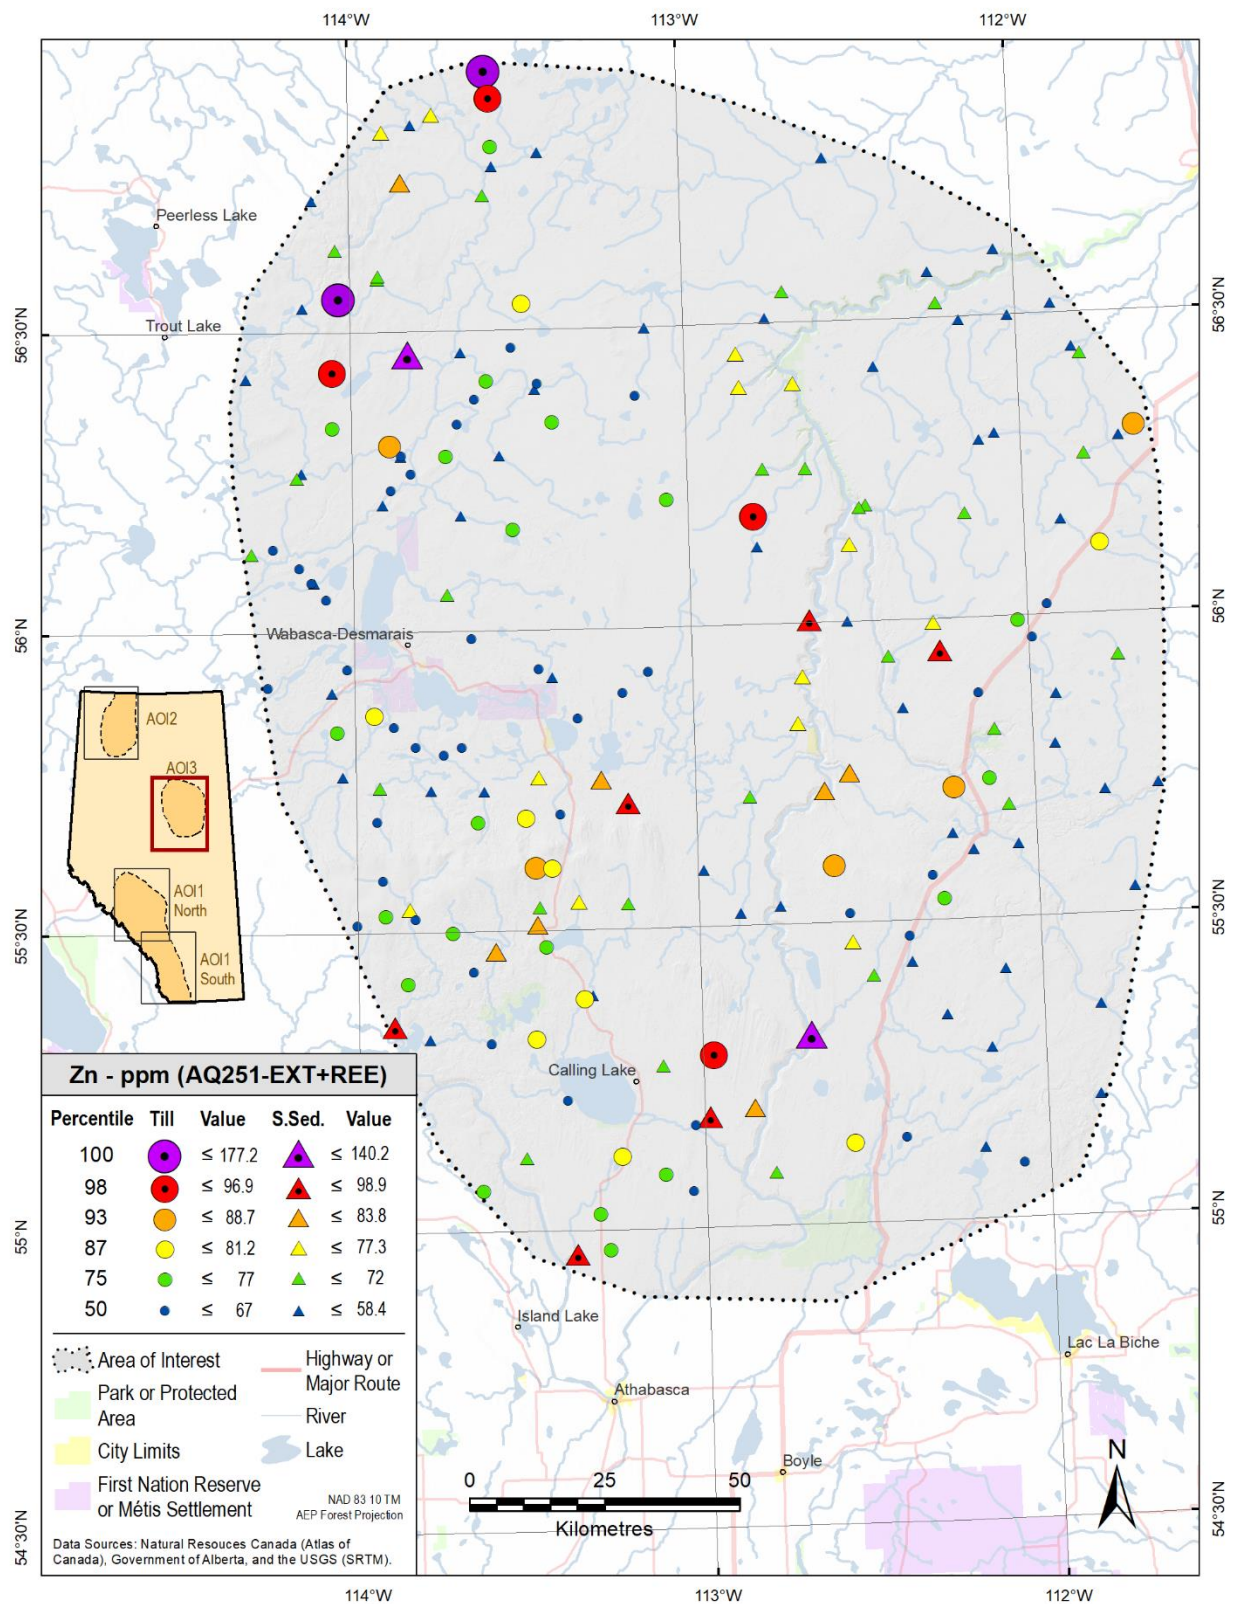 114°W 113°W 112°W
Peerless Lake
Trout Lake
56°30'N 56°30'N
56°N 56°N
Wabasca-Desmarais
AOI2
AOI3
AOI1
North
AOI1
South
55°30'N 55°30'N
Calling Lake
55°N 55°N
Zn - ppm (AQ251-EXT+REE)
Percentile Till Value S.Sed. Value
100 ≤ 177.2 ≤ 140.2
98 ≤ 96.9 ≤ 98.9
93 ≤ 88.7 ≤ 83.8
87 ≤ 81.2 ≤ 77.3
75 ≤ 77 ≤ 72
50 ≤ 67 ≤ 58.4
Island Lake
Lac La Biche
Athabasca
Boyle
Area of Interest
Park or Protected
Area
City Limits
First Nation Reserve
or Métis Settlement
Highway or
Major Route
River
Lake
NAD 83 10 TM
AEP Forest Projection
Data Sources: Natural Resouces Canada (Atlas of
Canada), Government of Alberta, and the USGS (SRTM).
0 25 50
Kilometres
N
54°30'N 54°30'N
114°W 113°W 112°W